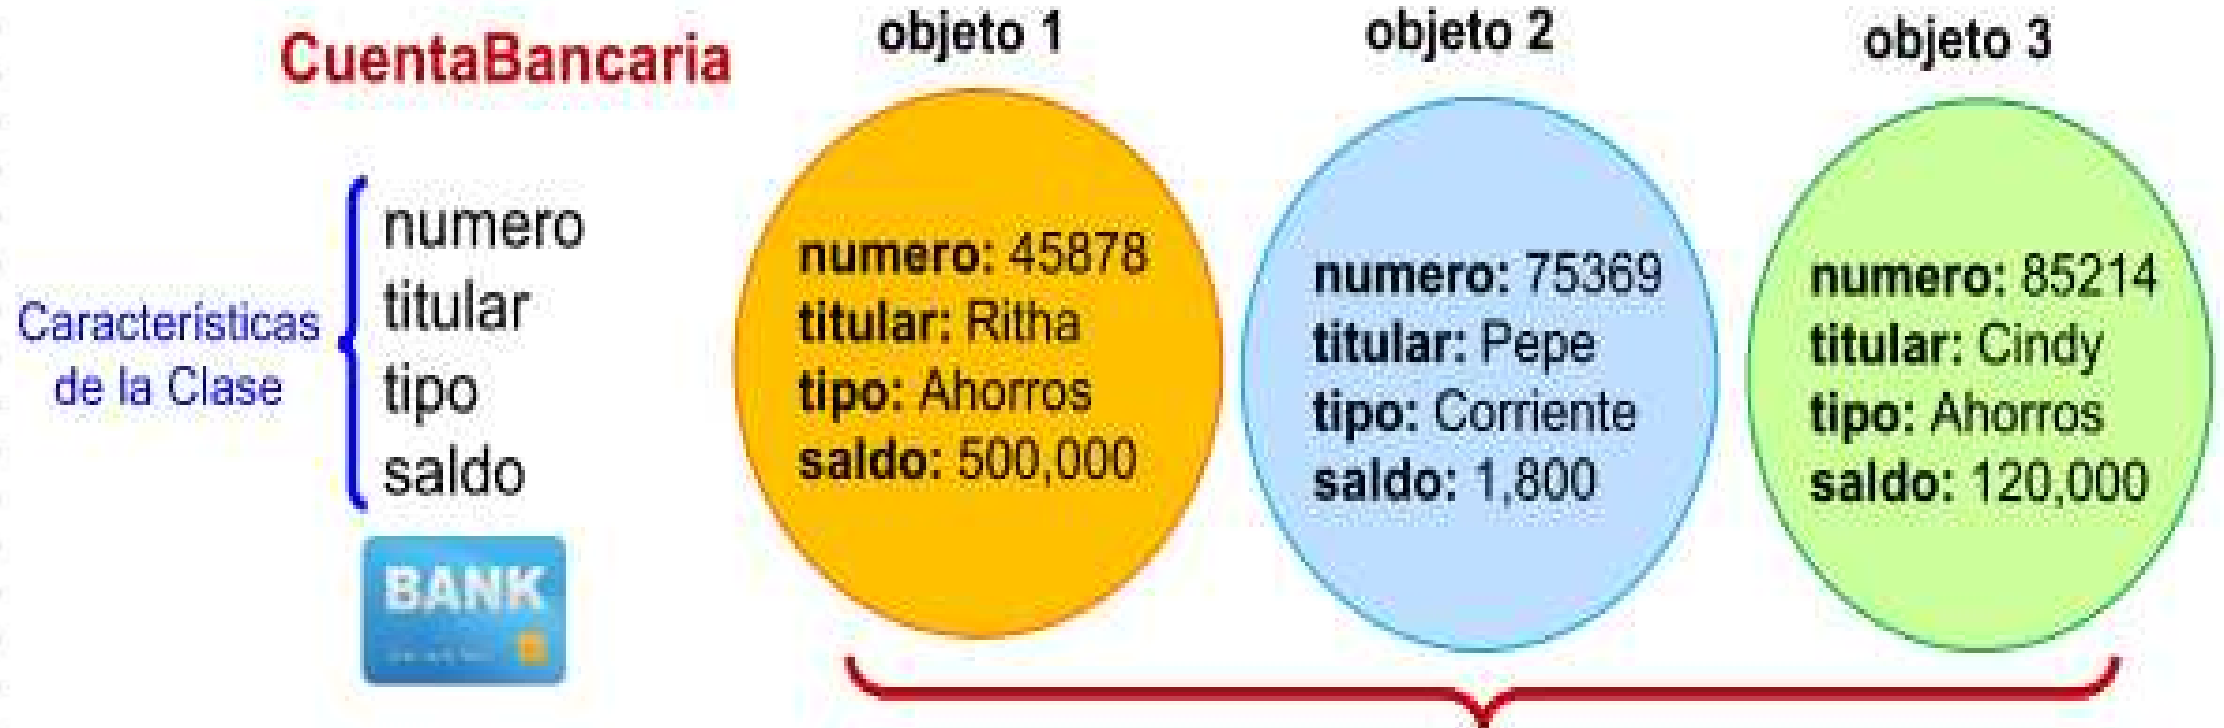 CuentaBancaria
Características
de la Clase
numero
titular
tipo
saldo
BANK
objeto 1
numero: 45878
titular: Ritha
tipo: Ahorros
saldo: 500,000
objeto 2
numero: 75369
titular: Pepe
tipo: Corriente
saldo: 1,800
objeto 3
numero: 85214
titular: Cindy
tipo: Ahorros
saldo: 120,000